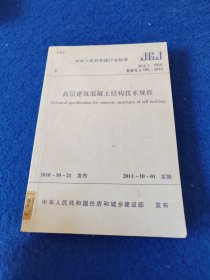 中华人民共和国行业标准
JGJ
JGJ 3-2010
备案号 J 186-2010
高层建筑混凝土结构技术规程
Technical specification for concrete structures of tall building
2010-10-21 发布
2011-10-01 实施
中华人民共和国住房和城乡建设部 发布